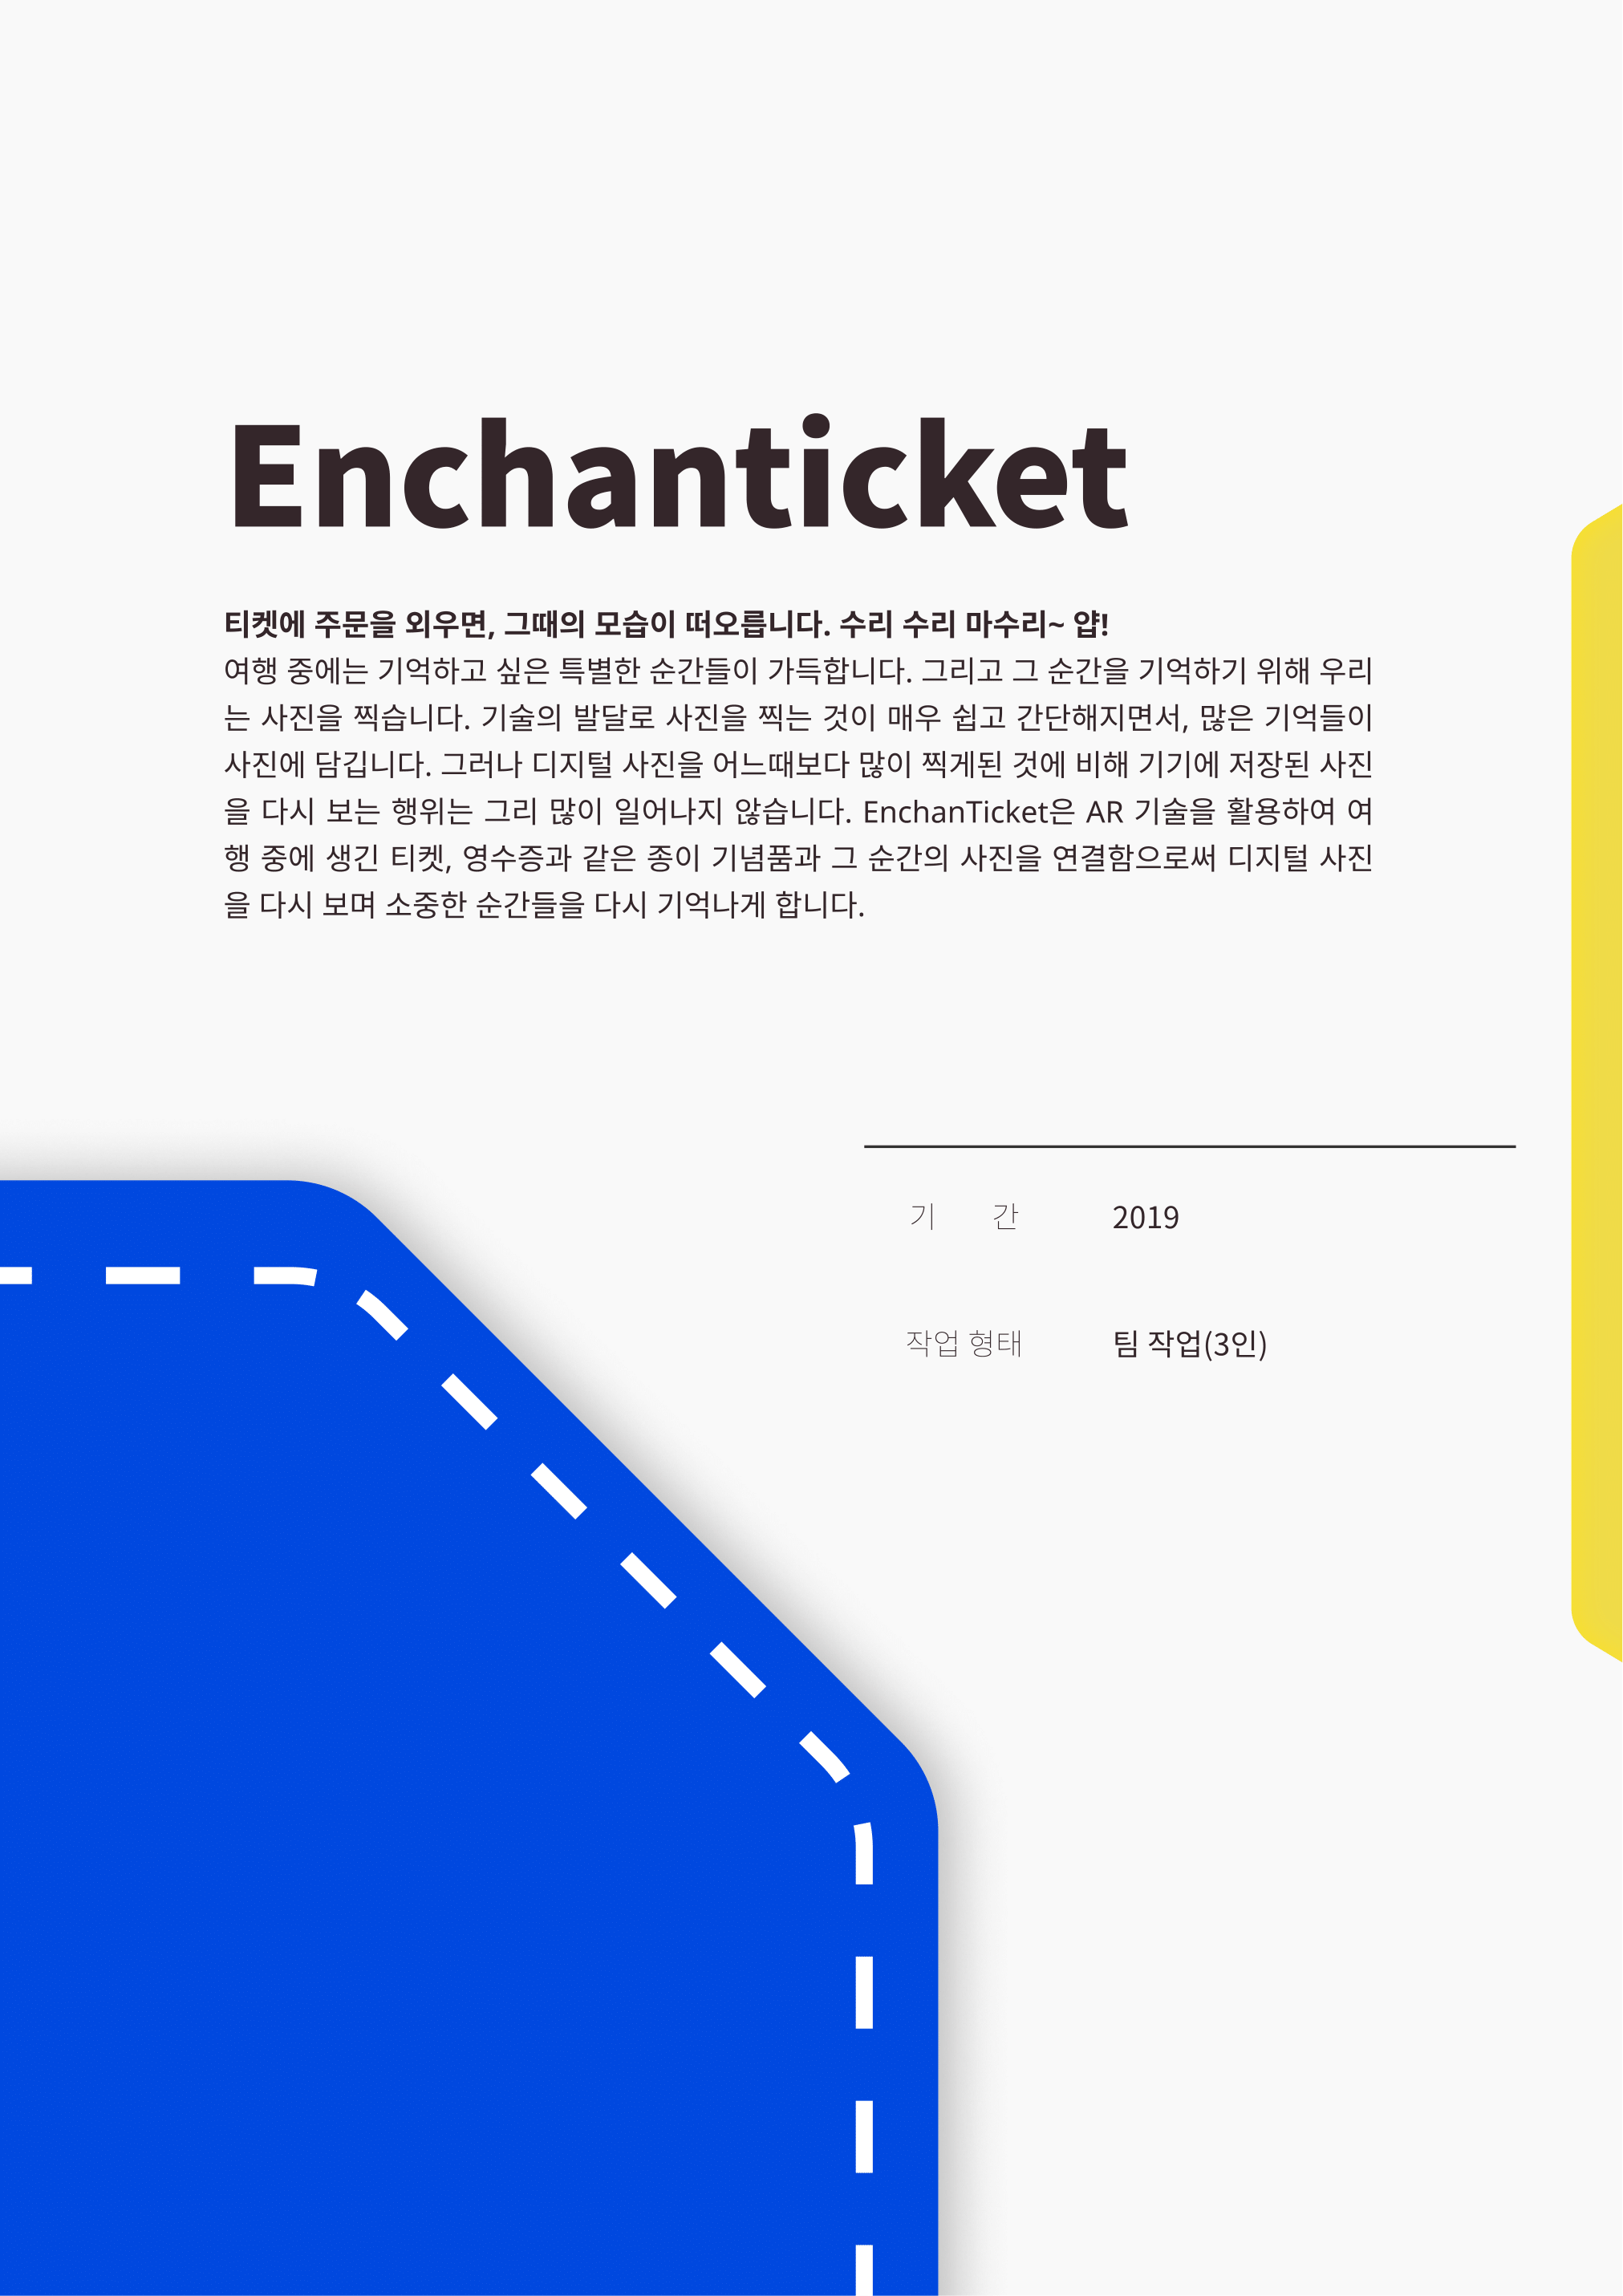 Enchanticket
티켓에 주문을 외우면, 그때의 모습이 떠오릅니다. 수리 수리 마수리~ 얍!
여행 중에는 기억하고 싶은 특별한 순간들이 가득합니다. 그리고 그 순간을 기억하기 위해 우리
는 사진을 찍습니다. 기술의 발달로 사진을 찍는 것이 매우 쉽고 간단해지면서, 많은 기억들이
사진에 담깁니다. 그러나 디지털 사진을 어느때보다 많이 찍게된 것에 비해 기기에 저장된 사진
을 다시 보는 행위는 그리 많이 일어나지 않습니다. EnchanTicket은 AR 기술을 활용하여 여
행 중에 생긴 티켓, 영수증과 같은 종이 기념품과 그 순간의 사진을 연결함으로써 디지털 사진
을 다시 보며 소중한 순간들을 다시 기억나게 합니다.
기 간 2019
작업 형태 팀 작업(3인)